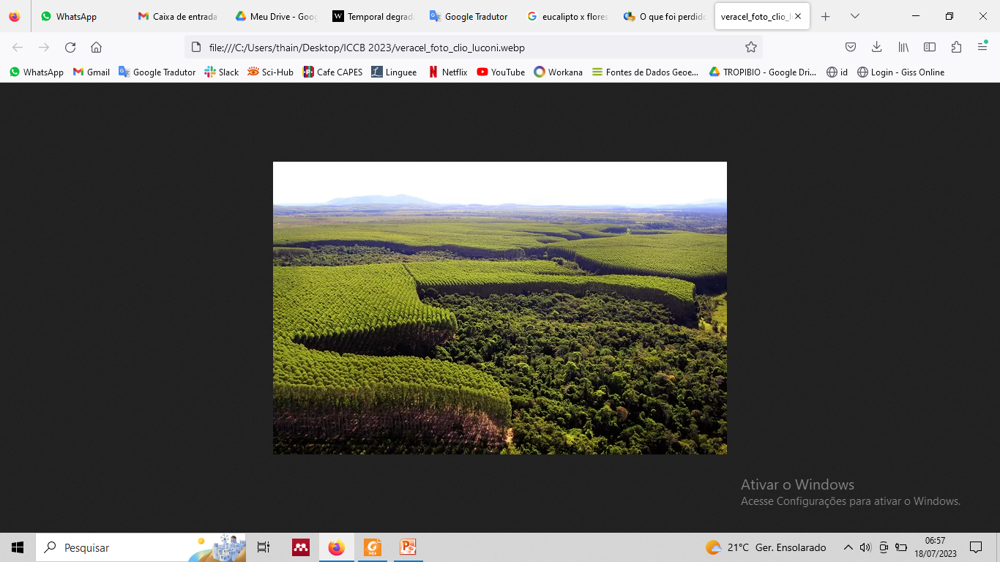 WhatsApp
Caixa de entrada
Meu Drive - Goog
Temporal degrad
Google Tradutor
eucalipto x flores
O que foi perdido
veracel_foto_clio_lu
file:///C:/Users/thain/Desktop/ICCB 2023/veracel_foto_clio_luconi.webp
WhatsApp
Gmail
Google Tradutor
Slack
Sci-Hub
Cafe CAPES
Linguee
Netflix
YouTube
Workana
Fontes de Dados Geoe...
TROPIBIO - Google Dri...
id
Login - Giss Online
Ativar o Windows
Acesse Configurações para ativar o Windows.
Pesquisar
PDF
21°C Ger. Ensolarado
06:57
18/07/2023